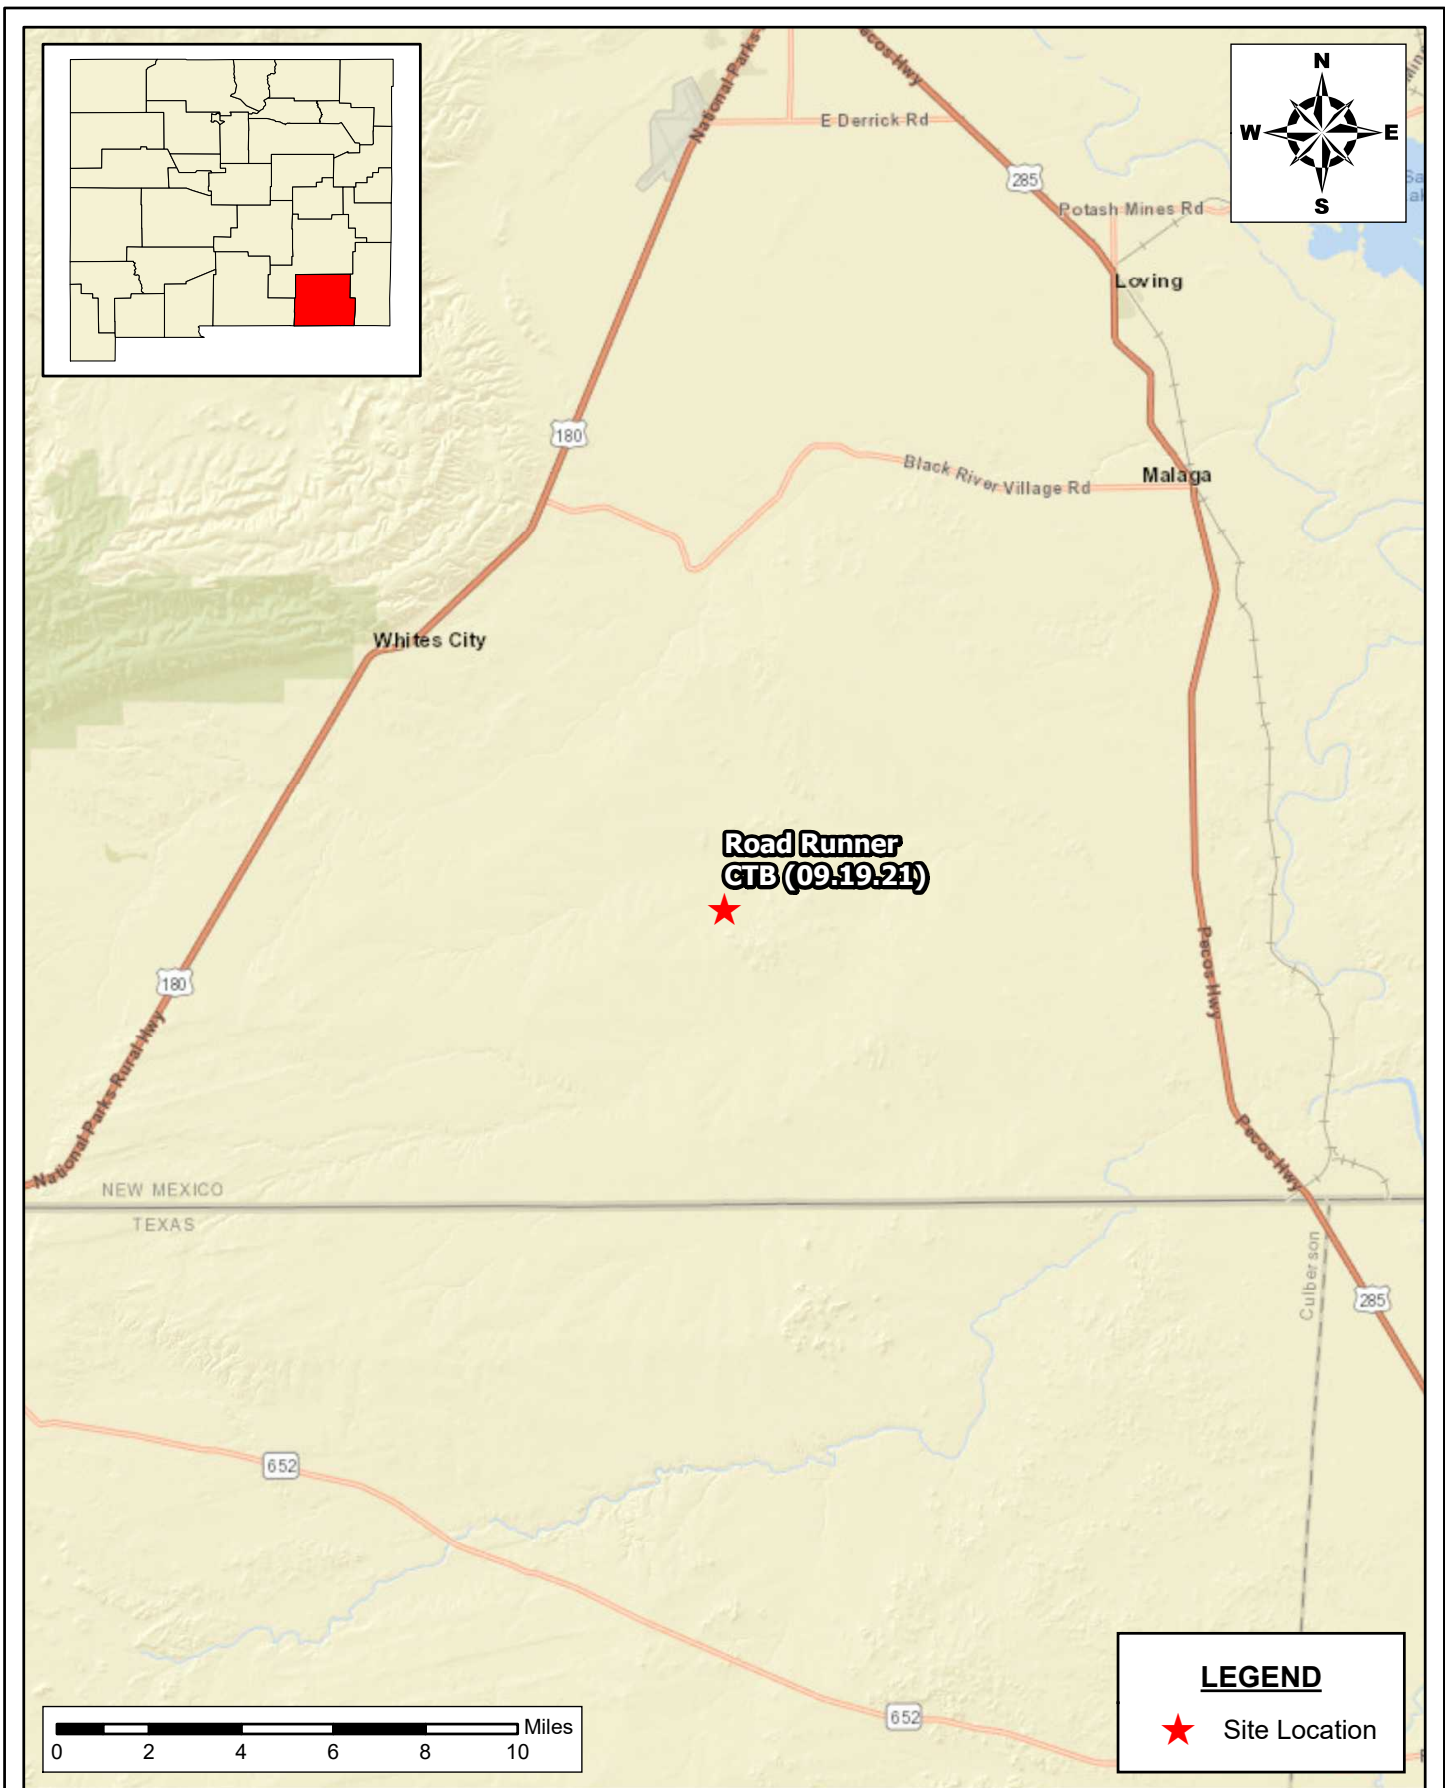 National Parks
ecos Hwy
E Derrick Rd
N
W E
S
285
Potash Mines Rd
Loving
180
Black River Village Rd
Malaga
Whites City
Road Runner
CTB (09.19.21)
180
Pecos Hwy
National Parks Rural Hwy
Pecos Hwy
NEW MEXICO
TEXAS
Culberson
285
652
652
LEGEND
Site Location
Miles
0 2 4 6 8 10